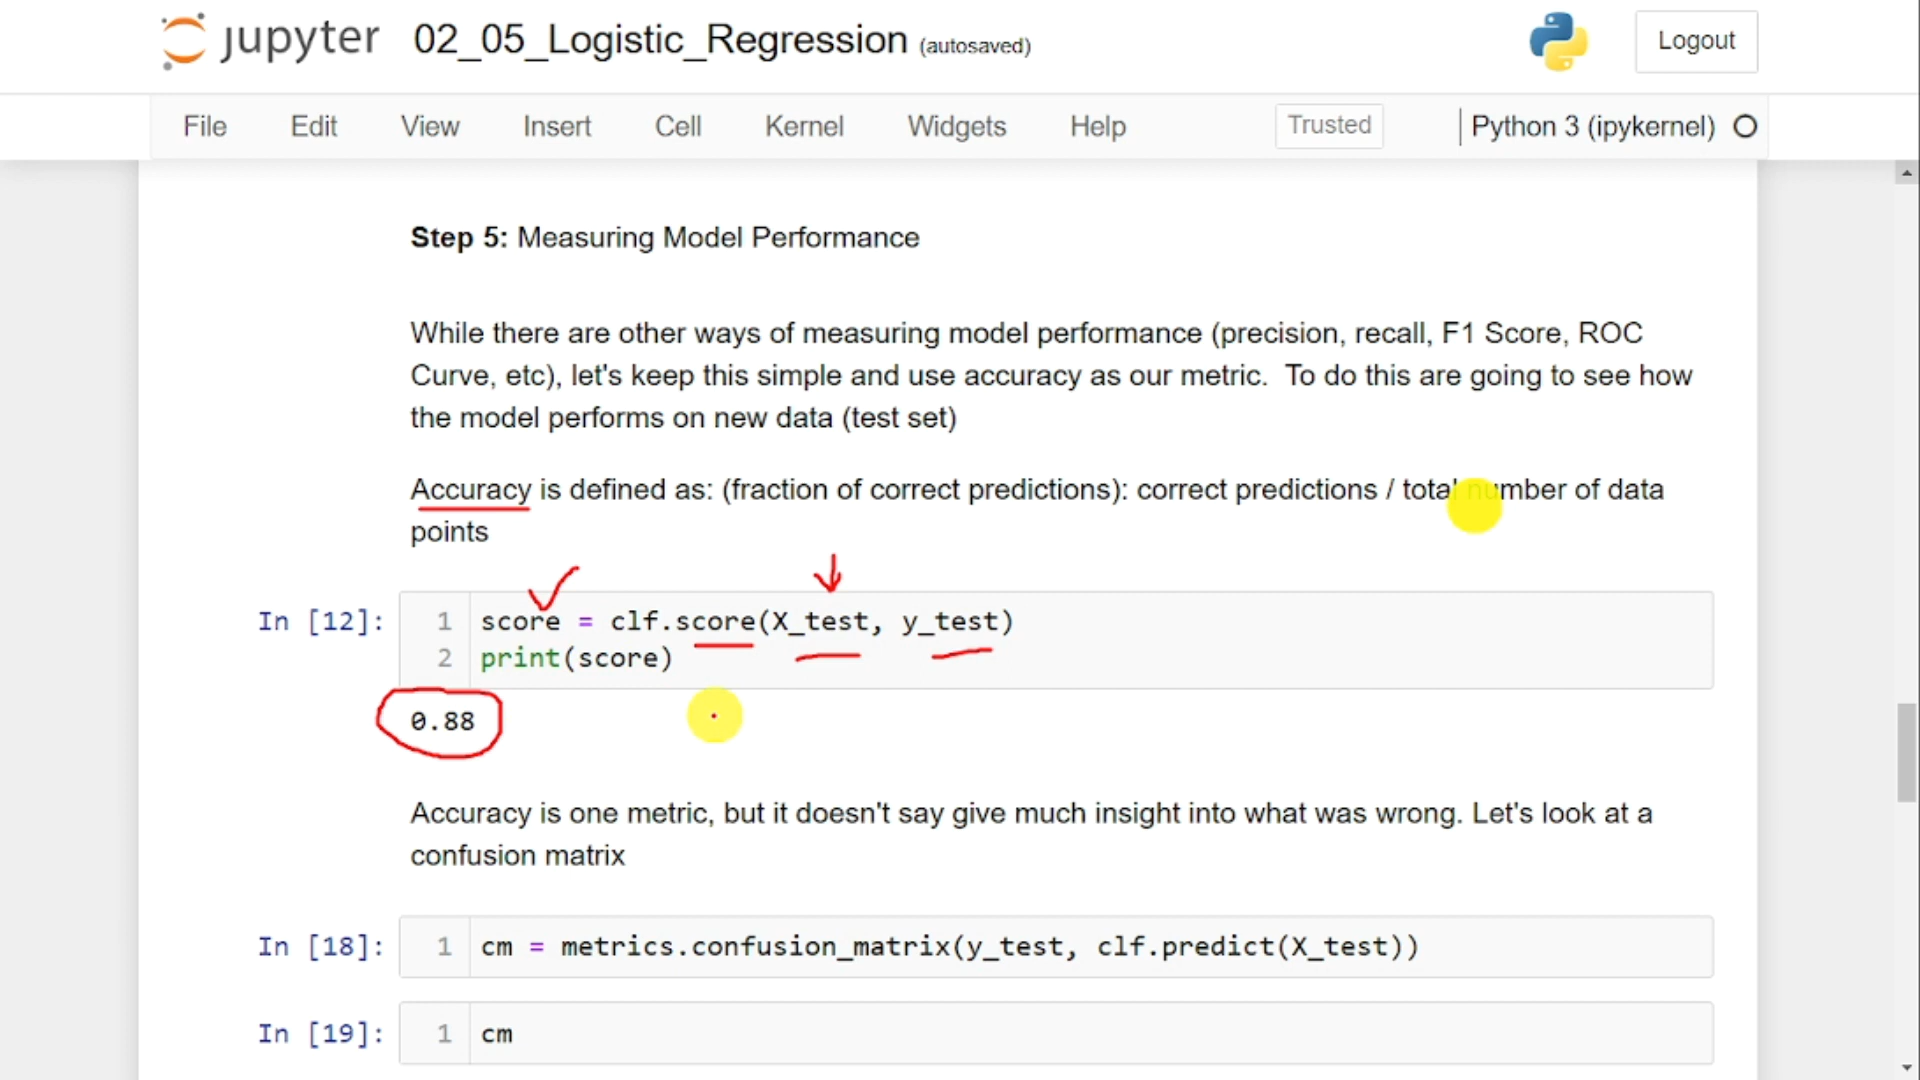 jupyter 02_05_Logistic_Regression (autosaved) Logout
File Edit View Insert Cell Kernel Widgets Help Trusted Python 3 (ipykernel)
Step 5: Measuring Model Performance
While there are other ways of measuring model performance (precision, recall, F1 Score, ROC
Curve, etc), let's keep this simple and use accuracy as our metric. To do this are going to see how
the model performs on new data (test set)
Accuracy is defined as: (fraction of correct predictions): correct predictions / total number of data
points
In [12]: 1 score = clf.score(X_test, y_test)
2 print(score)
0.88
Accuracy is one metric, but it doesn't say give much insight into what was wrong. Let's look at a
confusion matrix
In [18]: 1 cm = metrics.confusion_matrix(y_test, clf.predict(X_test))
In [19]: 1 cm